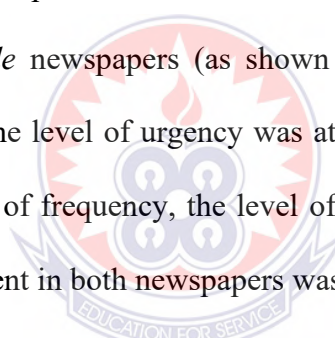 le newspapers (as shown
ne level of urgency was at
of frequency, the level of
ent in both newspapers was
EDUCATION FOR SERVICE